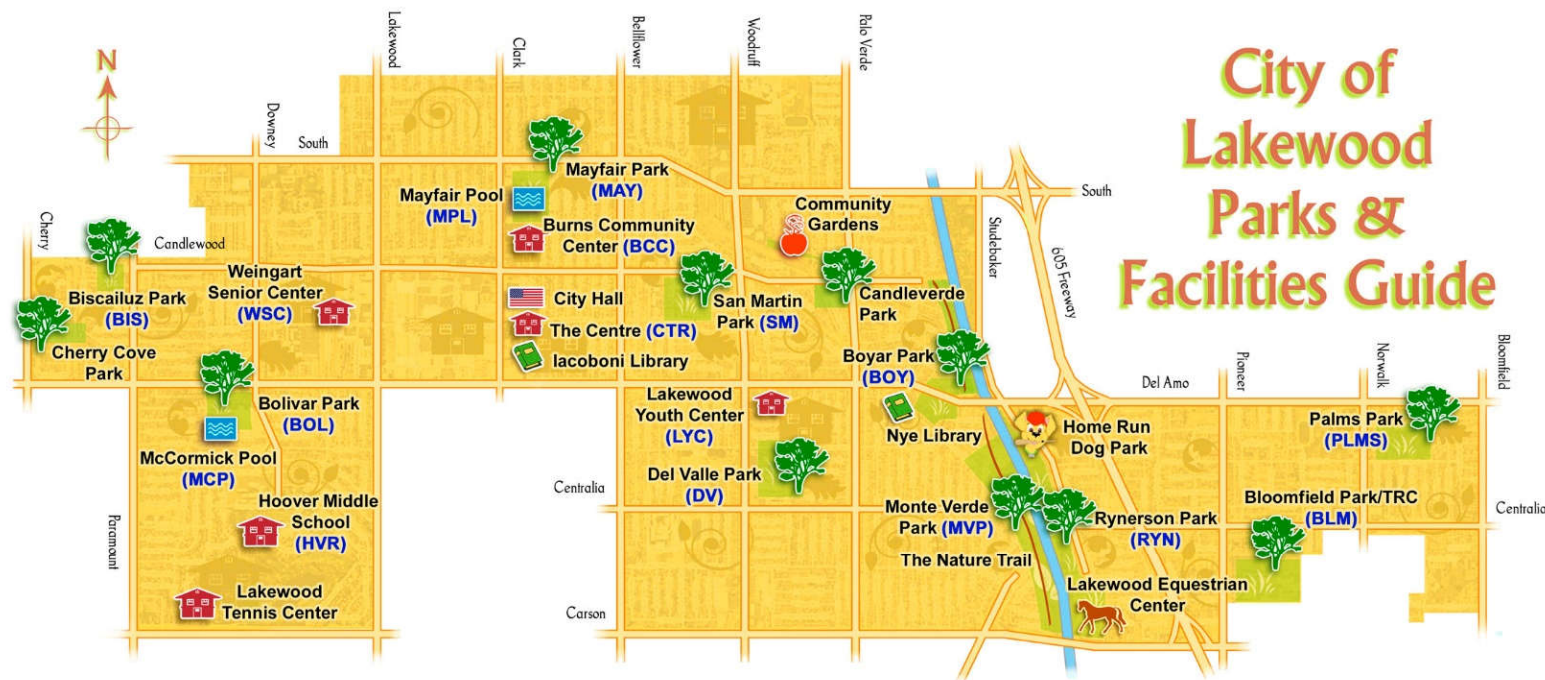 City of
Lakewood
Parks &
Facilities Guide
N
Lakewood
Clark
Bellflower
Woodruff
Palo Verde
Downey
South
Mayfair Park
(MAY)
Mayfair Pool
(MPL)
Burns Community
Center (BCC)
Community
Gardens
South
Studebaker
605 Freeway
Cherry
Candlewood
Weingart
Senior Center
(WSC)
Biscailuz Park
(BIS)
Cherry Cove
Park
City Hall
The Centre (CTR)
Iacoboni Library
San Martin
Park (SM)
Candleverde
Park
Boyar Park
(BOY)
Bolivar Park
(BOL)
McCormick Pool
(MCP)
Lakewood
Youth Center
(LYC)
Nye Library
Home Run
Dog Park
Del Amo
Pioneer
Norwalk
Bloomfield
Palms Park
(PLMS)
Del Valle Park
(DV)
Centralia
Hoover Middle
School
(HVR)
Paramount
Monte Verde
Park (MVP)
Rynerson Park
(RYN)
Bloomfield Park/TRC
(BLM)
Centralia
The Nature Trail
Lakewood Equestrian
Center
Lakewood
Tennis Center
Carson